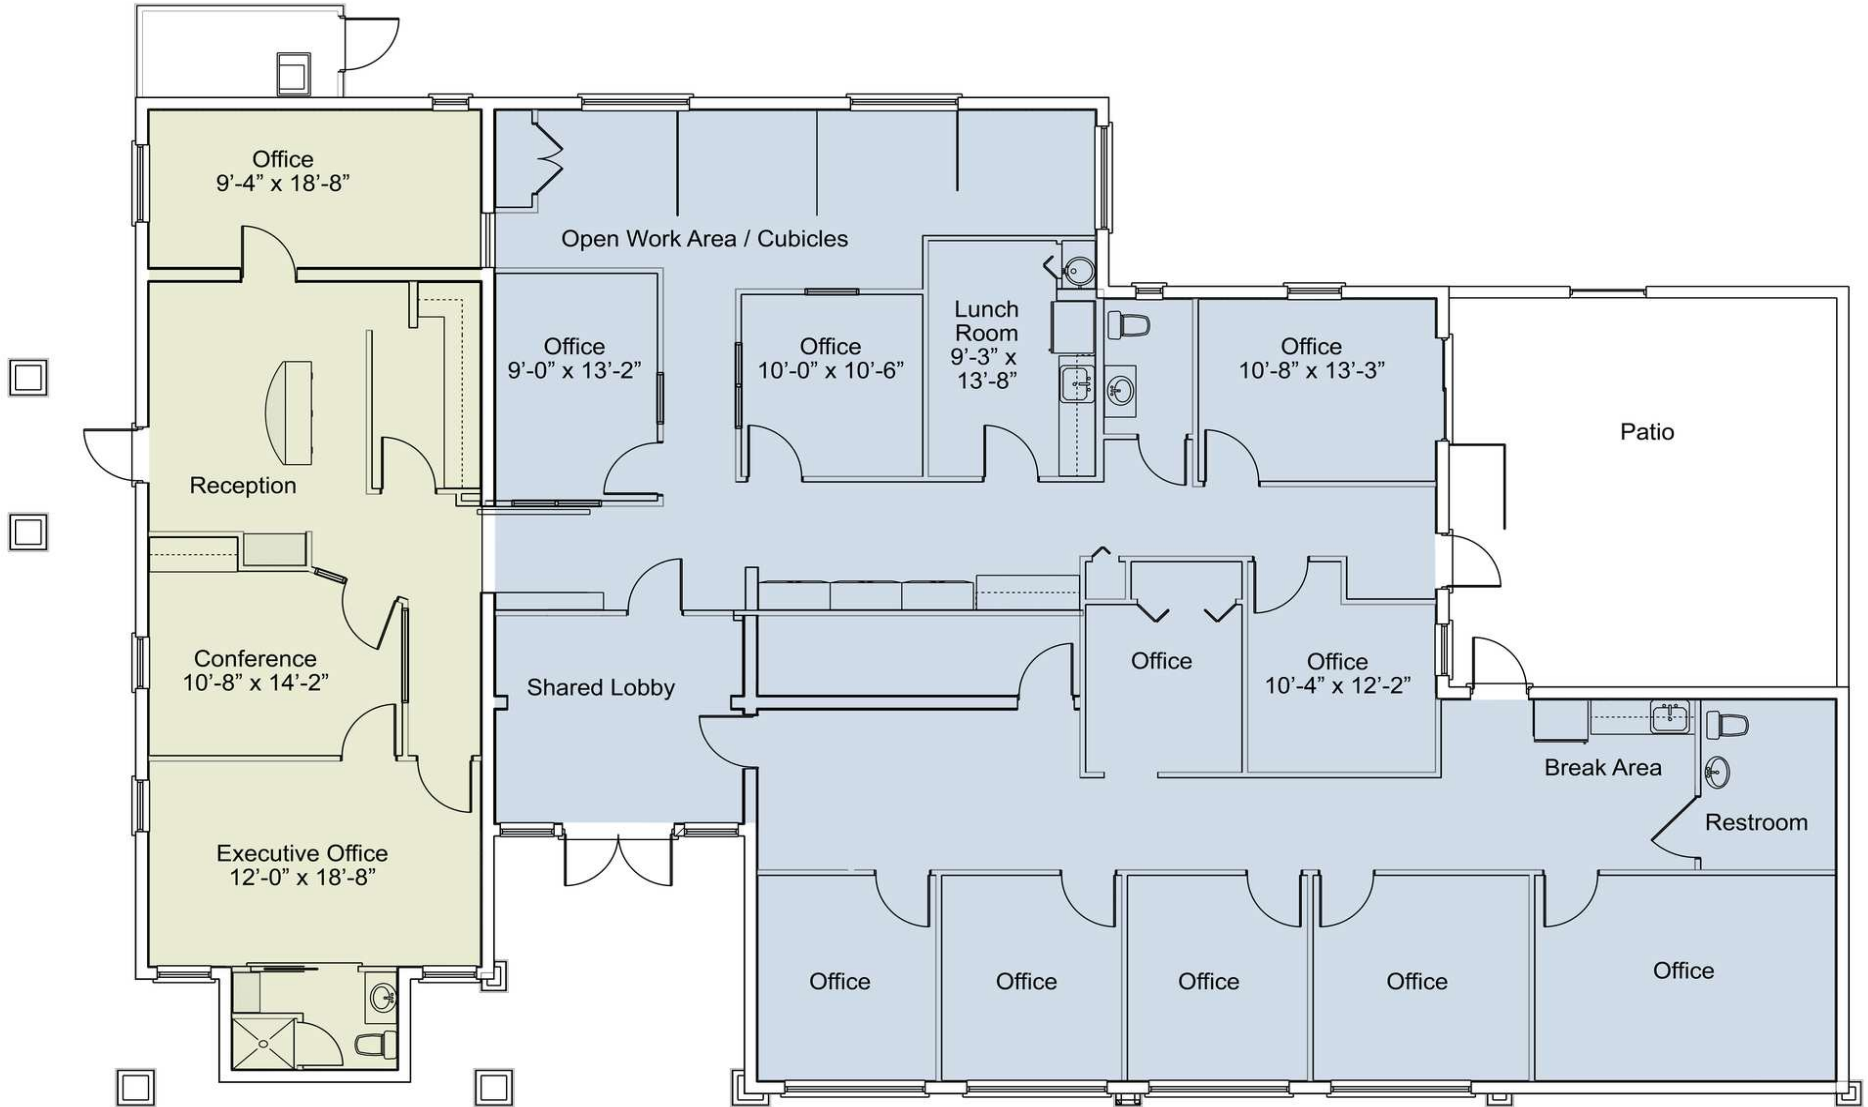 Office
9’-4” x 18’-8”
Open Work Area / Cubicles
Office
9’-0” x 13’-2”
Office
10’-0” x 10’-6”
Lunch
Room
9’-3” x
13’-8”
Office
10’-8” x 13’-3”
Patio
Reception
Conference
10’-8” x 14’-2”
Shared Lobby
Office
Office
10’-4” x 12’-2”
Break Area
Restroom
Executive Office
12’-0” x 18’-8”
Office
Office
Office
Office
Office